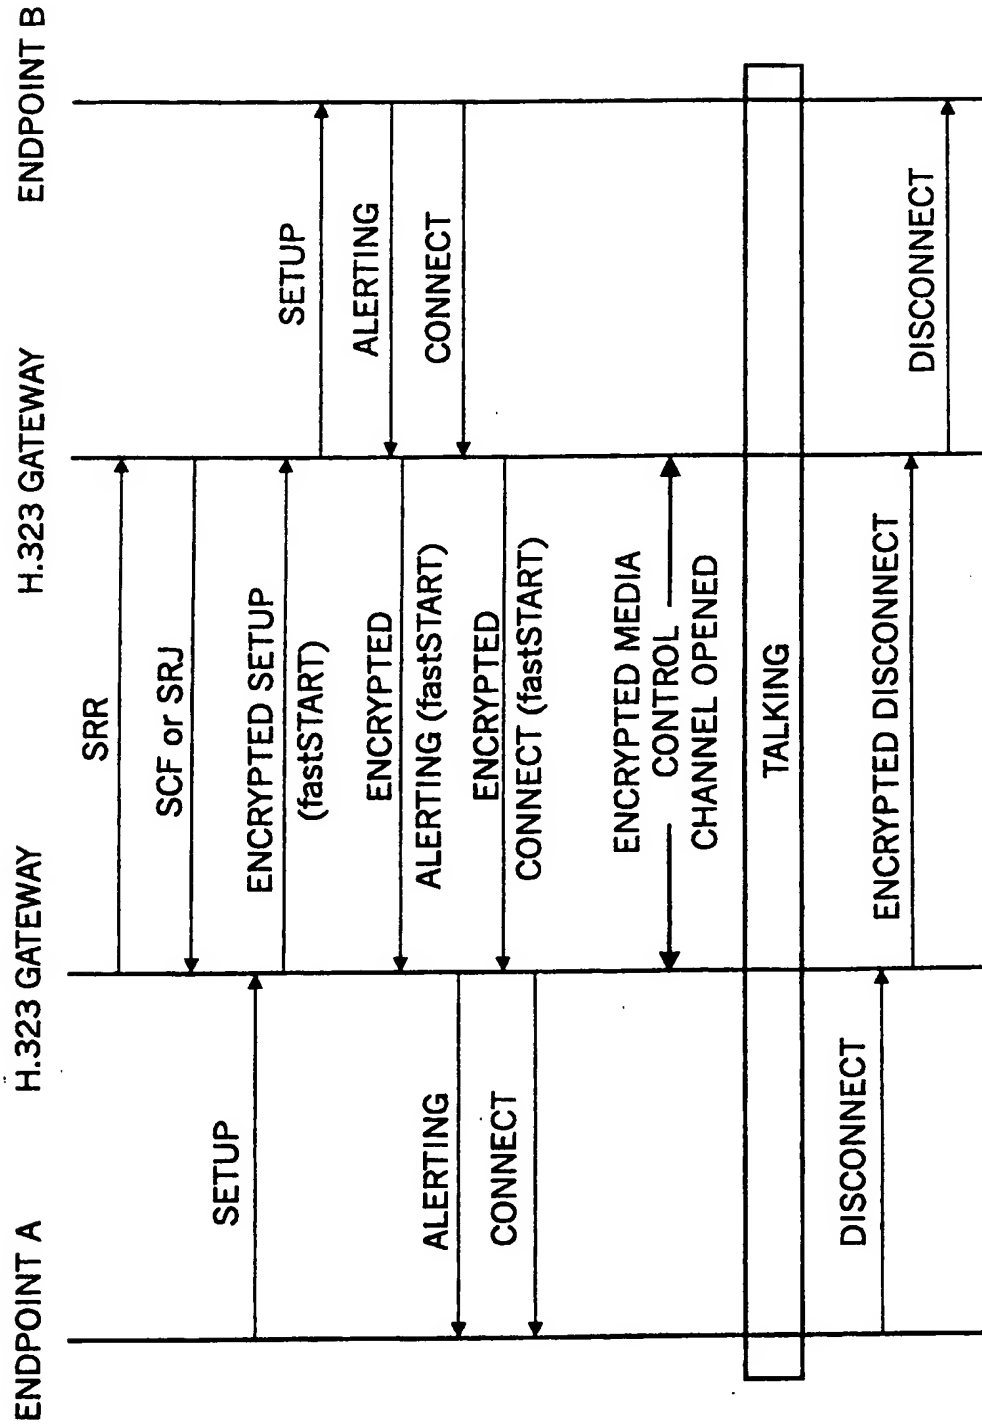 ENDPOINT A
H.323 GATEWAY
H.323 GATEWAY
ENDPOINT B
SRR
SCF or SRJ
SETUP
ENCRYPTED SETUP
(fastSTART)
SETUP
ALERTING
ENCRYPTED
ALERTING (fastSTART)
ALERTING
CONNECT
ENCRYPTED
CONNECT (fastSTART)
CONNECT
ENCRYPTED MEDIA
CONTROL
CHANNEL OPENED
TALKING
DISCONNECT
ENCRYPTED DISCONNECT
DISCONNECT